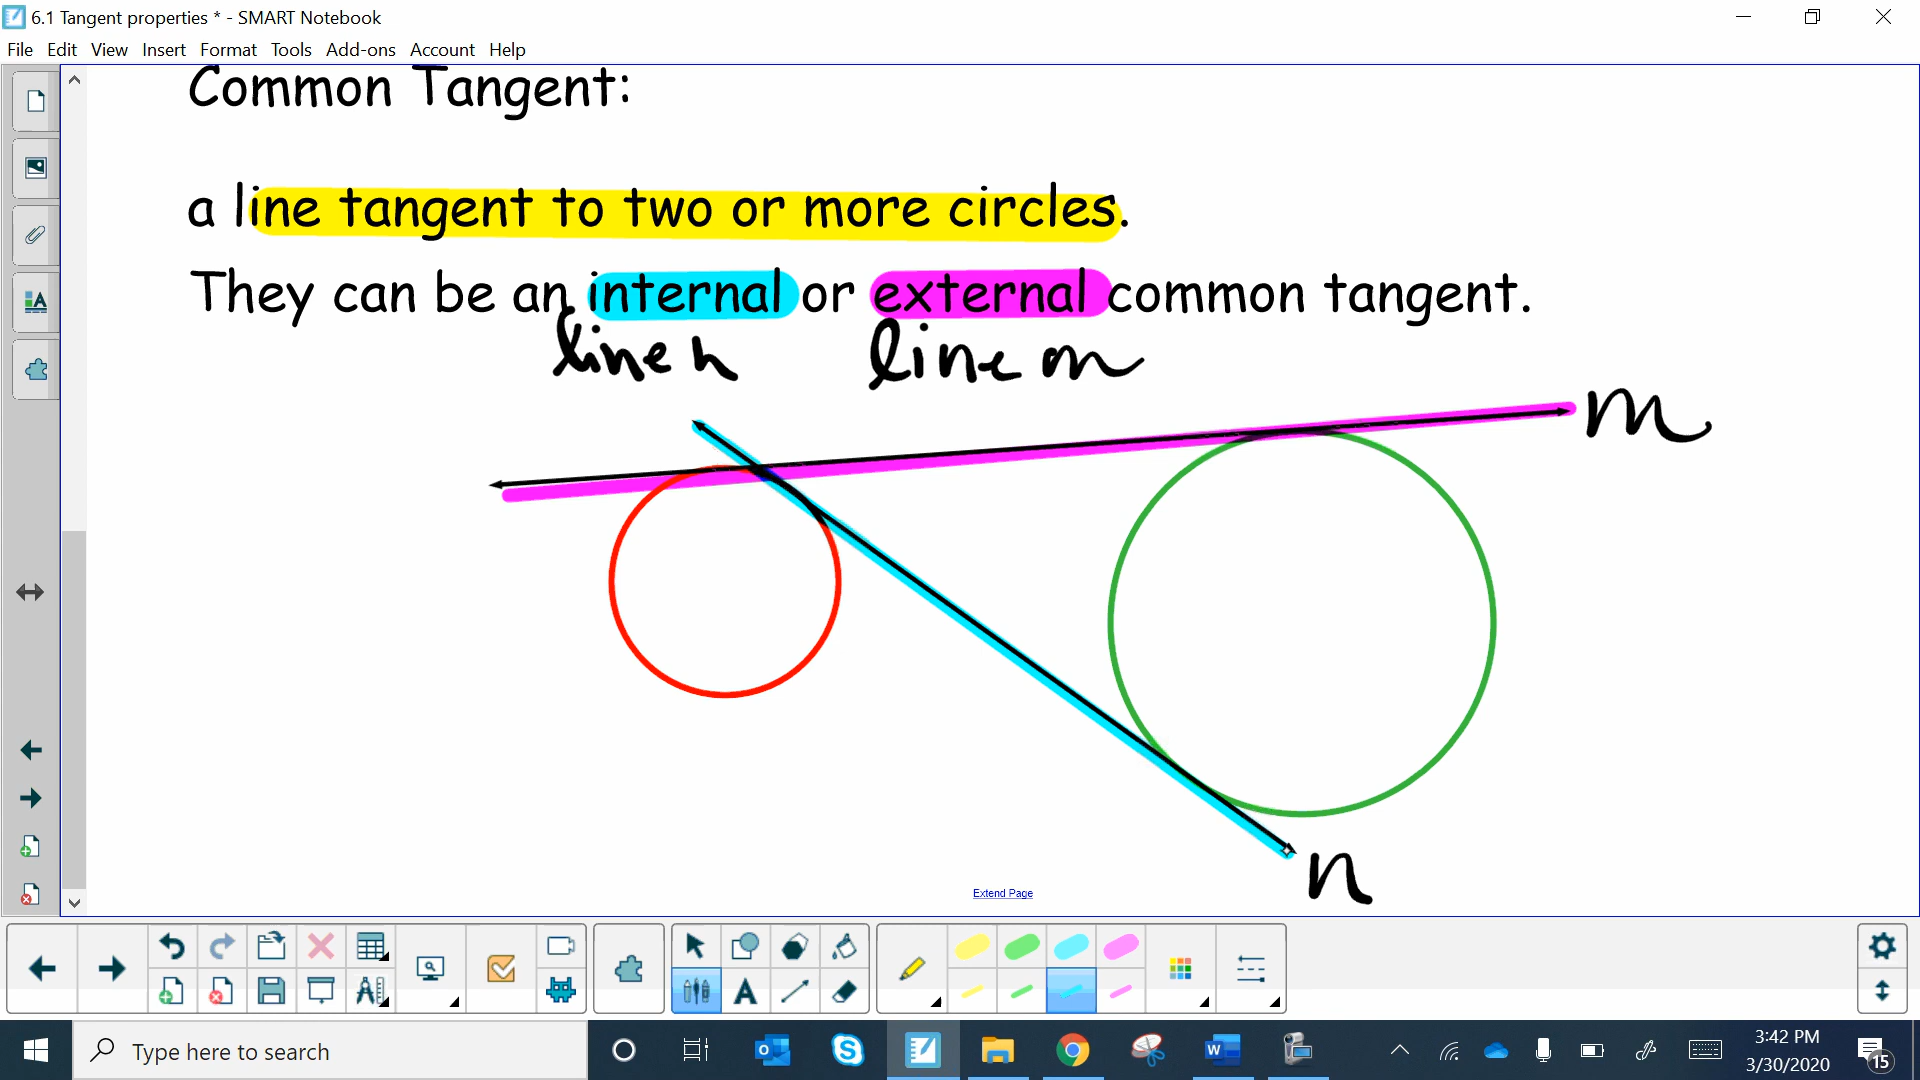 6.1 Tangent properties * - SMART Notebook
File Edit View Insert Format Tools Add-ons Account Help
Common Tangent:
a line tangent to two or more circles.
They can be an internal or external common tangent.
line n line m
m
n
Extend Page
Type here to search
3:42 PM
3/30/2020
15